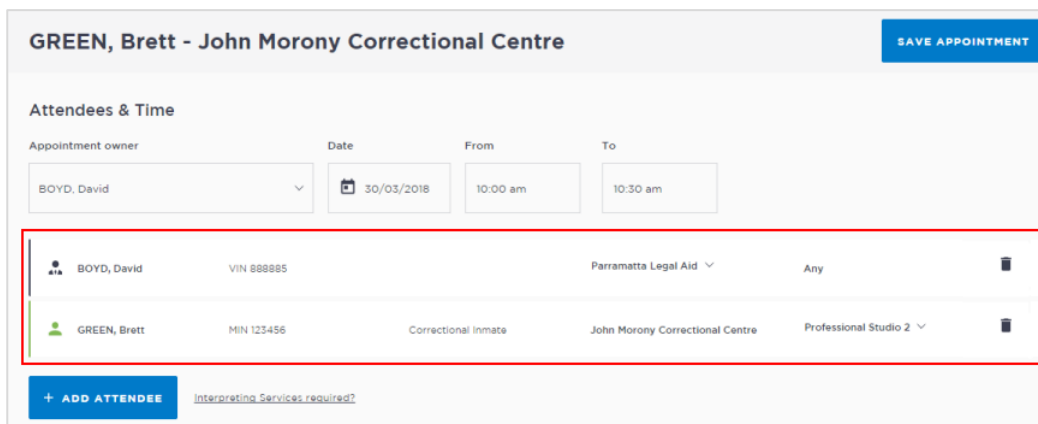 GREEN, Brett - John Morony Correctional Centre SAVE APPOINTMENT
Attendees & Time
Appointment owner Date From To
BOYD, David 30/03/2018 10:00 am 10:30 am
BOYD, David VIN 888885 Parramatta Legal Aid Any
GREEN, Brett MIN 123456 Correctional Inmate John Morony Correctional Centre Professional Studio 2
+ ADD ATTENDEE Interpreting Services required?